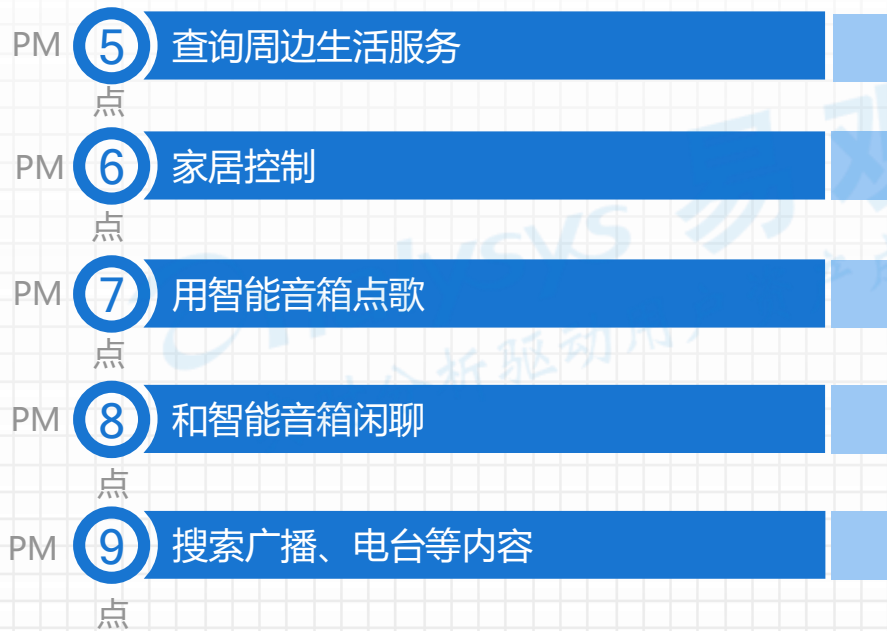 PM 5 查询周边生活服务
点
PM 6 家居控制
点
PM 7 用智能音箱点歌
点
PM 8 和智能音箱闲聊
点
PM 9 搜索广播、电台等内容
点